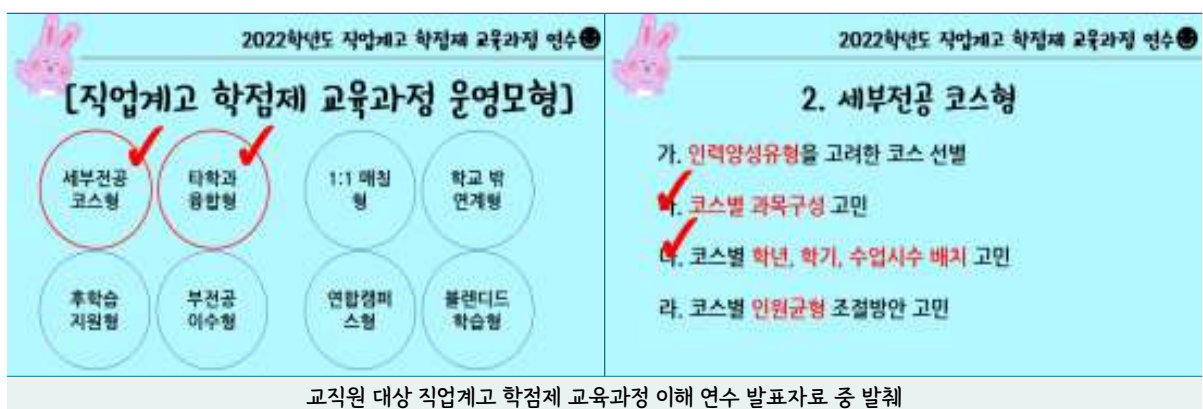 2022학년도 직업계고 학점제 교육과정 연수
[직업계고 학점제 교육과정 운영모형]
세부전공
코스형
타학과
융합형
1:1 매칭
형
학교 밖
연계형
후학습
지원형
부전공
이수형
연합캠퍼
스형
블렌디드
학습형
2022학년도 직업계고 학점제 교육과정 연수
2. 세부전공 코스형
가. 인력양성유형을 고려한 코스 선별
나. 코스별 과목구성 고민
다. 코스별 학년, 학기, 수업시수 배치 고민
라. 코스별 인원균형 조절방안 고민
교직원 대상 직업계고 학점제 교육과정 이해 연수 발표자료 중 발췌